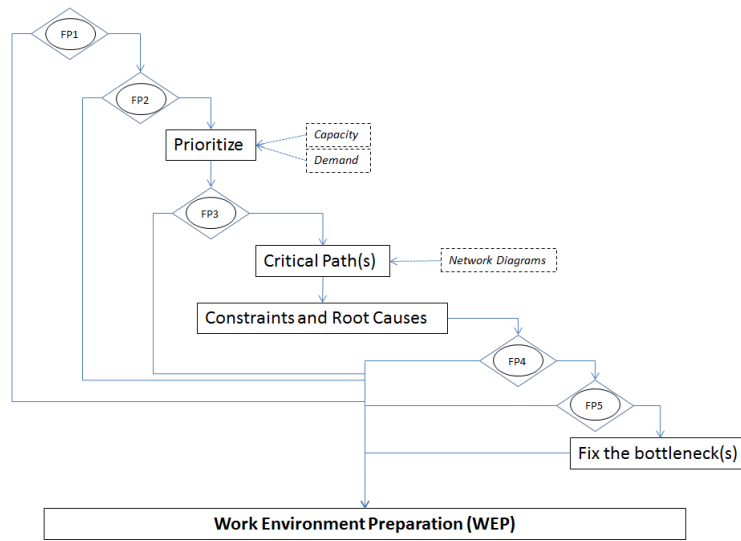 FP1
FP2
Prioritize
Capacity
Demand
FP3
Critical Path(s)
Network Diagrams
Constraints and Root Causes
FP4
FP5
Fix the bottleneck(s)
Work Environment Preparation (WEP)